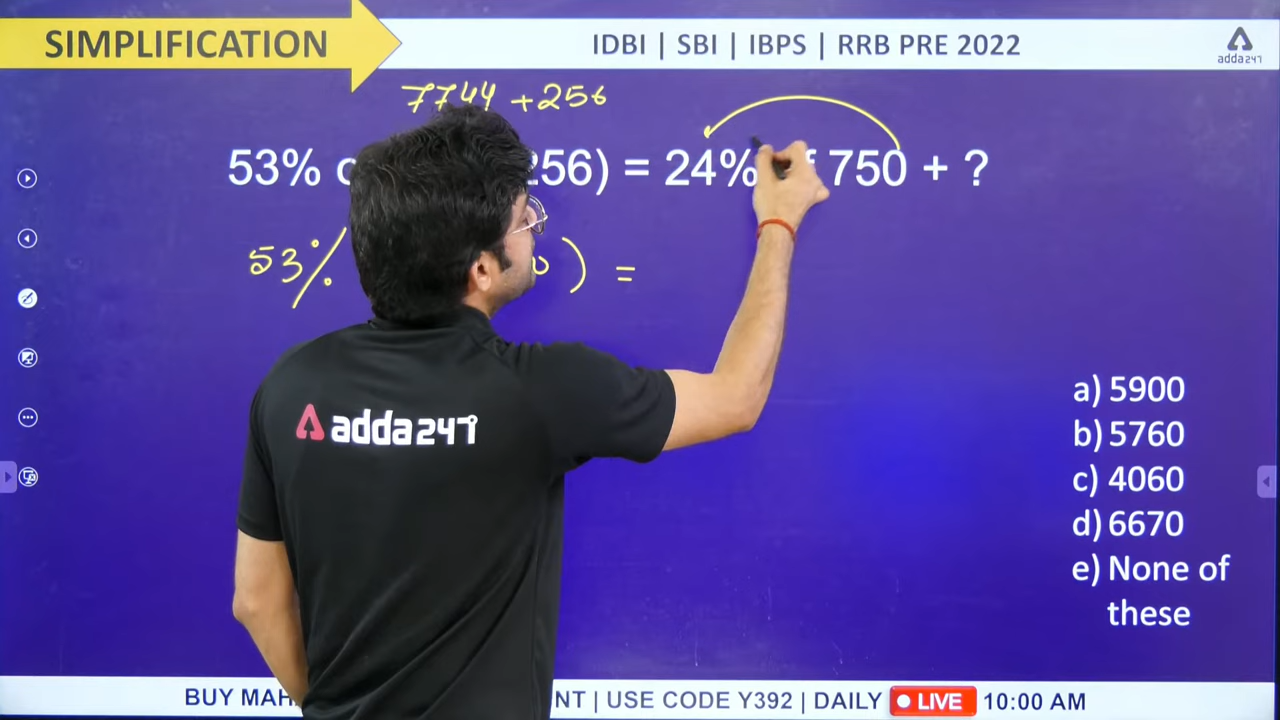 SIMPLIFICATION
IDBI | SBI | IBPS | RRB PRE 2022
adda247
7744 +256
53% 256) = 24% 750 + ?
53% ) =
adda247
a) 5900
b) 5760
c) 4060
d) 6670
e) None of
these
BUY NT | USE CODE Y392 | DAILY LIVE 10:00 AM